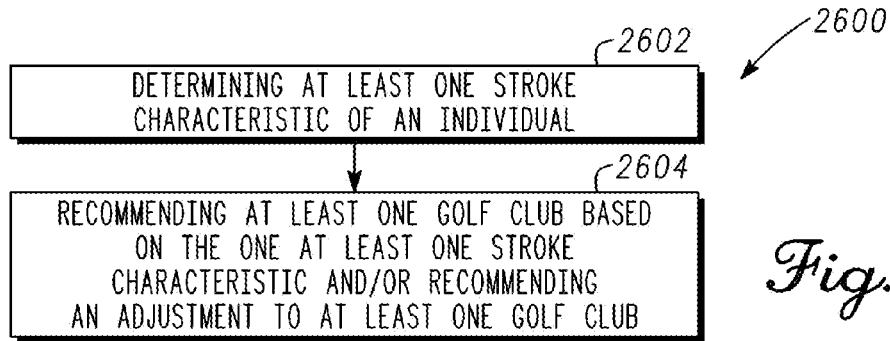 2600
2602
DETERMINING AT LEAST ONE STROKE
CHARACTERISTIC OF AN INDIVIDUAL
2604
RECOMMENDING AT LEAST ONE GOLF CLUB BASED
ON THE ONE AT LEAST ONE STROKE
CHARACTERISTIC AND/OR RECOMMENDING
AN ADJUSTMENT TO AT LEAST ONE GOLF CLUB
Fig.